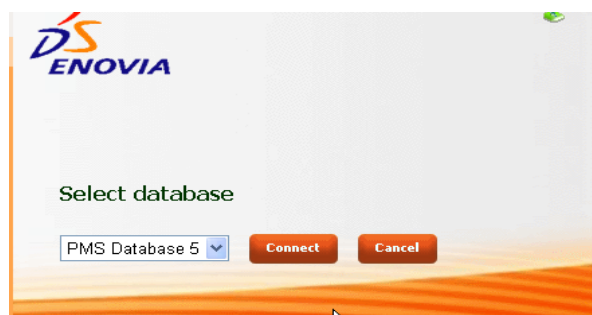 DS
ENOVIA
Select database
PMS Database 5
Connect
Cancel